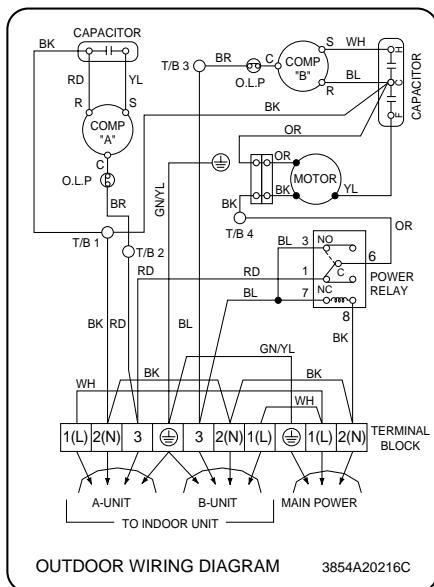 CAPACITOR
BK
RD YL
R S
COMP
"A"
C
O.L.P
BR
T/B 1
T/B 2
T/B 3
BR C
O.L.P
COMP
"B"
S WH
R BL
H
C
F
CAPACITOR
BK
OR
OR
MOTOR
BK YL
BK
T/B 4
OR
GN/YL
BL 3 NO
6
RD 1 C
POWER
RELAY
NC
BL 7
8
BK RD BL BK
GN/YL
BK BK
WH WH
1(L) 2(N) 3 3 2(N) 1(L) 1(L) 2(N)
TERMINAL
BLOCK
A-UNIT B-UNIT MAIN POWER
TO INDOOR UNIT
OUTDOOR WIRING DIAGRAM 3854A20216C